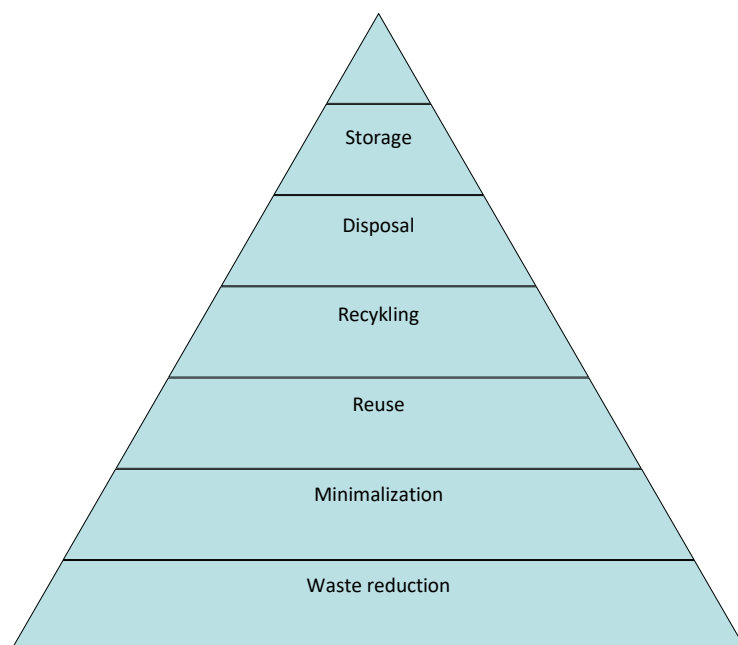 Storage
Disposal
Recykling
Reuse
Minimalization
Waste reduction